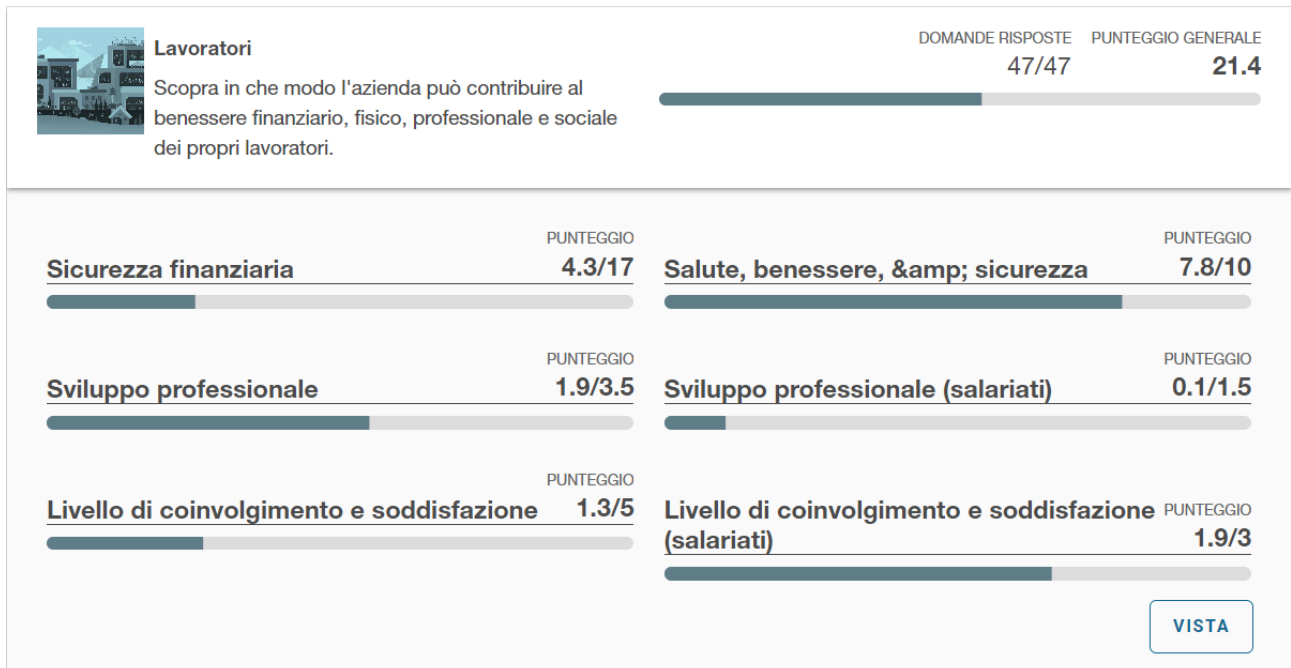 Lavoratori
Scopra in che modo l'azienda può contribuire al
benessere finanziario, fisico, professionale e sociale
dei propri lavoratori.
DOMANDE RISPOSTE PUNTEGGIO GENERALE
47/47 21.4
PUNTEGGIO
Sicurezza finanziaria 4.3/17
PUNTEGGIO
Salute, benessere, &amp; sicurezza 7.8/10
PUNTEGGIO
Sviluppo professionale 1.9/3.5
PUNTEGGIO
Sviluppo professionale (salariati) 0.1/1.5
PUNTEGGIO
Livello di coinvolgimento e soddisfazione 1.3/5
Livello di coinvolgimento e soddisfazione PUNTEGGIO
(salariati) 1.9/3
VISTA